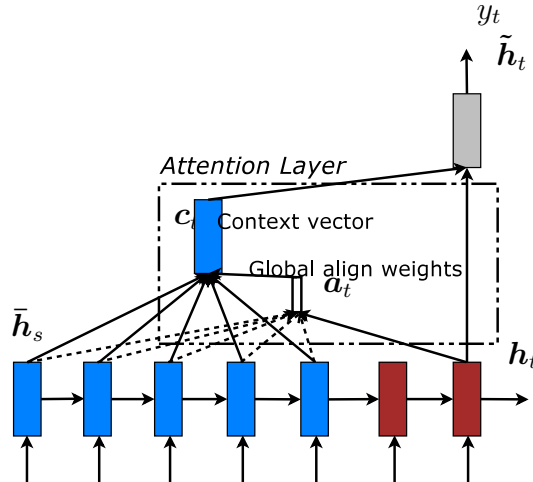 y_t
h̃_t
Attention Layer
c_t Context vector
Global align weights
a_t
h̄_s
h_t